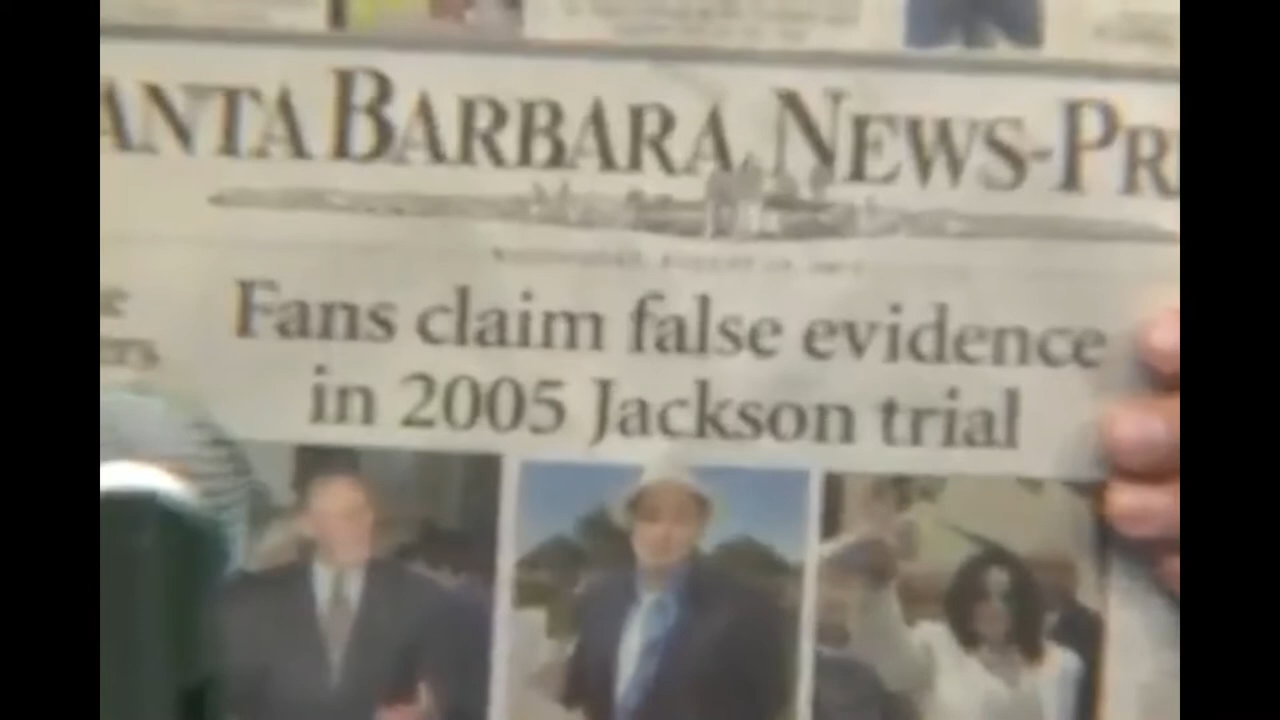 ANTA BARBARA NEWS-PR
Fans claim false evidence
in 2005 Jackson trial